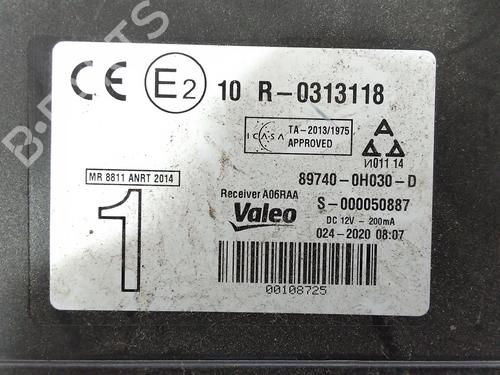 B-PARTS
CE E2 10 R-0313118
ICASA TA-2013/1975
APPROVED
И011 14
MR 8811 ANRT 2014
89740-0H030-D
1
Receiver A06RAA
S-000050887
Valeo
DC 12V - 200mA
024-2020 08:07
00108725